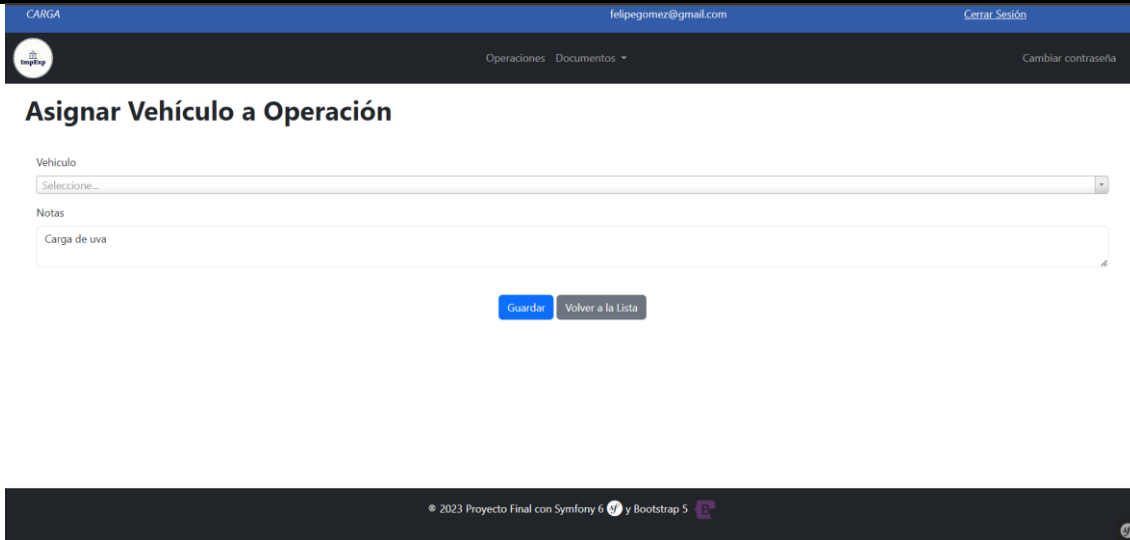 CARGA felipegomez@gmail.com Cerrar Sesión
ImpExp Operaciones Documentos Cambiar contraseña
Asignar Vehículo a Operación
Vehiculo
Seleccione...
Notas
Carga de uva
Guardar Volver a la Lista
® 2023 Proyecto Final con Symfony 6 sf y Bootstrap 5 B